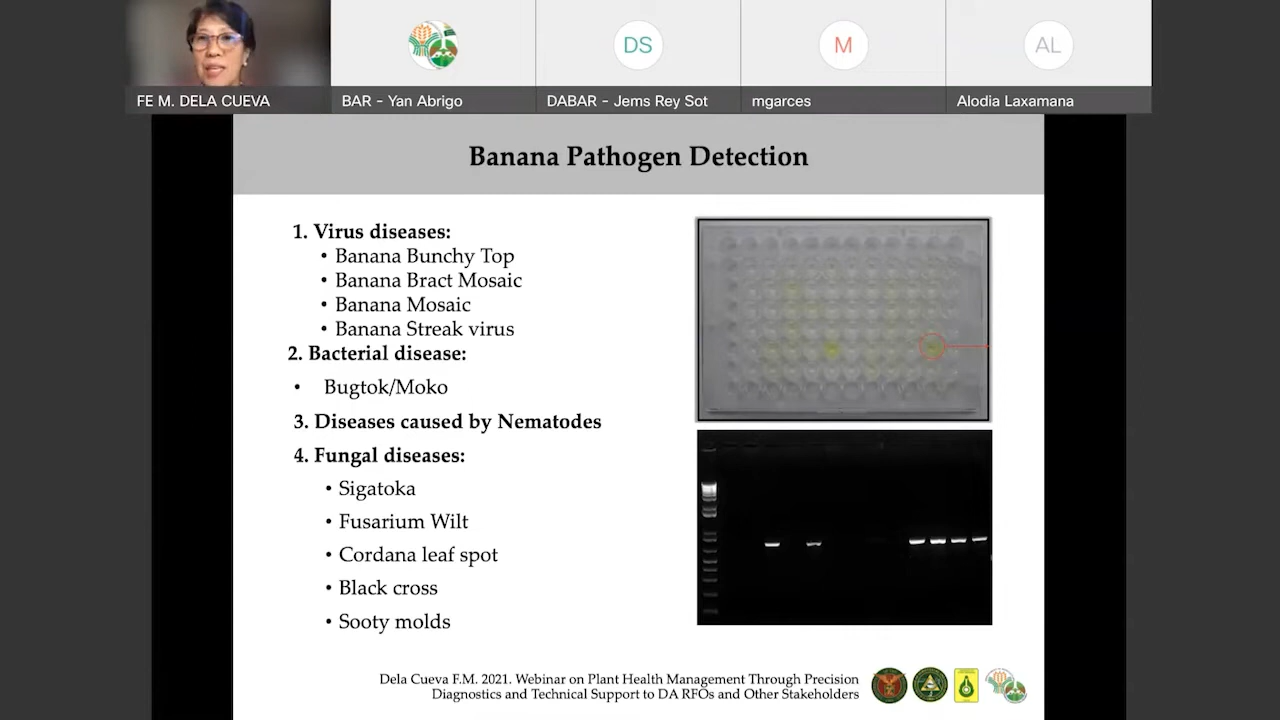 FE M. DELA CUEVA
BAR - Yan Abrigo
DS
DABAR - Jems Rey Sot
M
mgarces
AL
Alodia Laxamana
Banana Pathogen Detection
1. Virus diseases:
• Banana Bunchy Top
• Banana Bract Mosaic
• Banana Mosaic
• Banana Streak virus
2. Bacterial disease:
• Bugtok/Moko
3. Diseases caused by Nematodes
4. Fungal diseases:
• Sigatoka
• Fusarium Wilt
• Cordana leaf spot
• Black cross
• Sooty molds
Dela Cueva F.M. 2021. Webinar on Plant Health Management Through Precision
Diagnostics and Technical Support to DA RFOs and Other Stakeholders